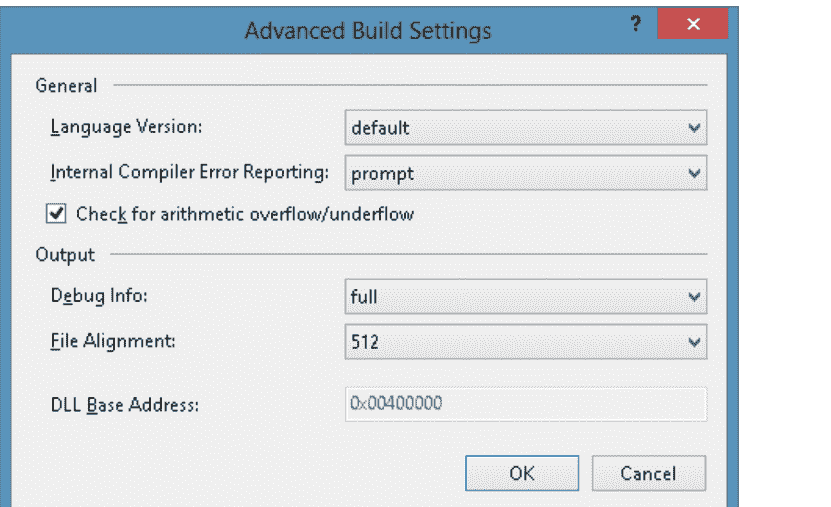 Advanced Build Settings ?
General
Language Version: default
Internal Compiler Error Reporting: prompt
Check for arithmetic overflow/underflow
Output
Debug Info: full
File Alignment: 512
DLL Base Address: 0x00400000
OK Cancel